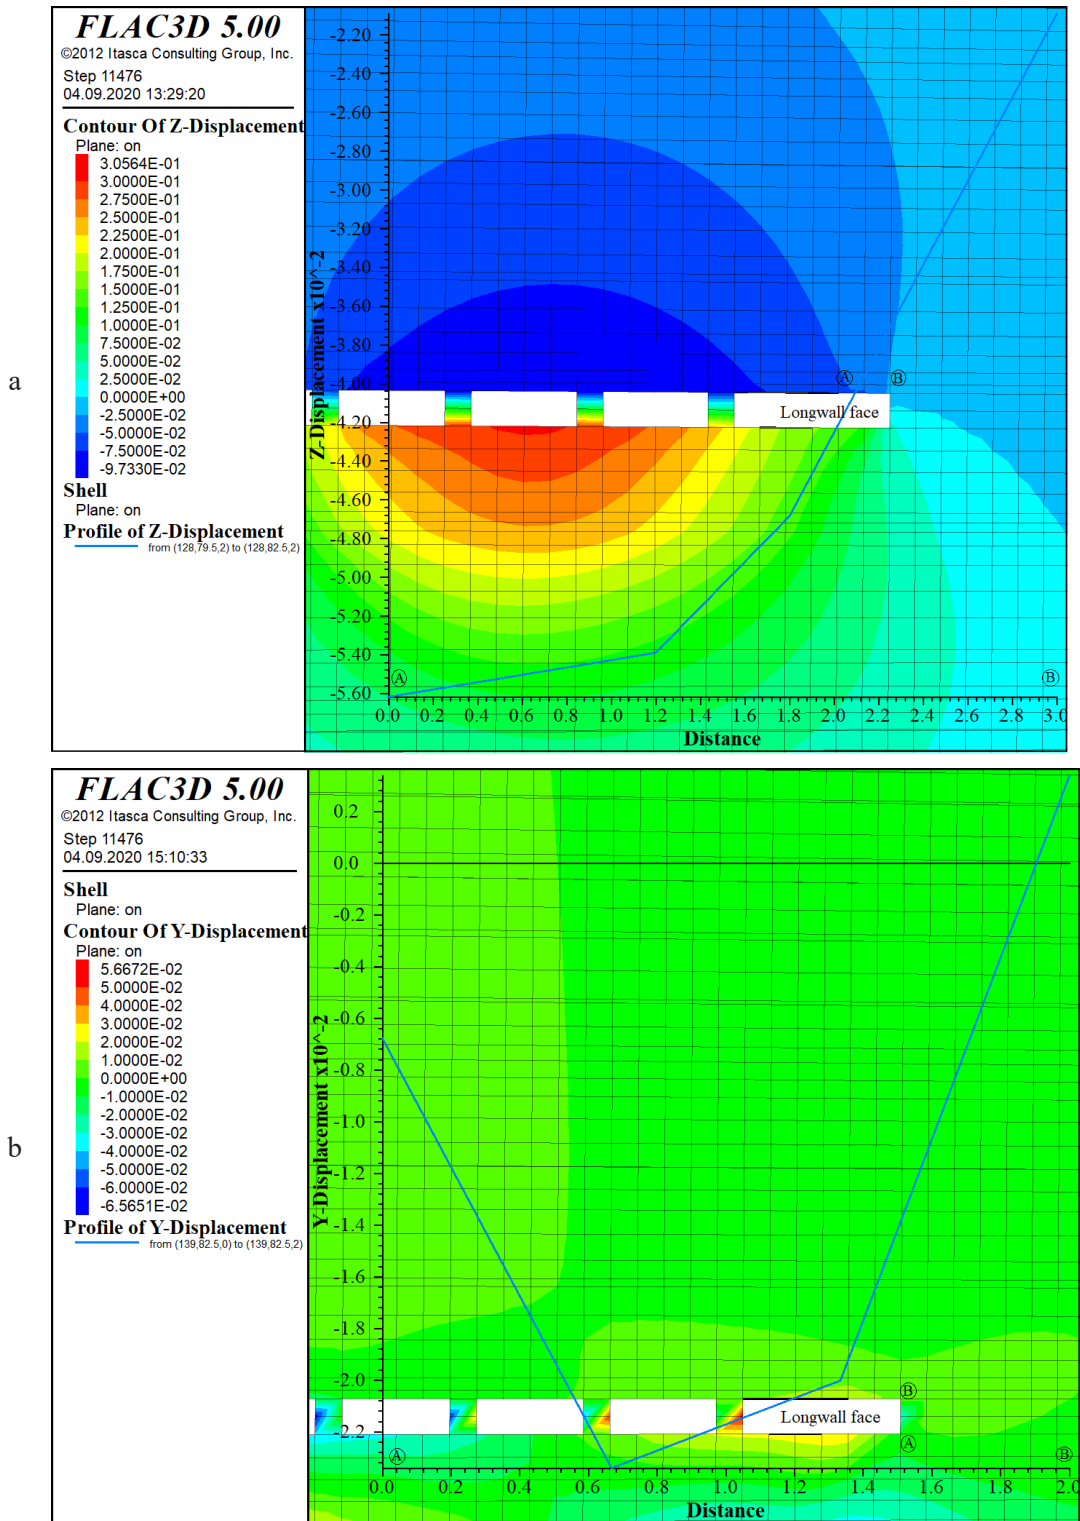 a
FLAC3D 5.00
©2012 Itasca Consulting Group, Inc.
Step 11476
04.09.2020 13:29:20
Contour Of Z-Displacement
Plane: on
3.0564E-01
3.0000E-01
2.7500E-01
2.5000E-01
2.2500E-01
2.0000E-01
1.7500E-01
1.5000E-01
1.2500E-01
1.0000E-01
7.5000E-02
5.0000E-02
2.5000E-02
0.0000E+00
-2.5000E-02
-5.0000E-02
-7.5000E-02
-9.7330E-02
Shell
Plane: on
Profile of Z-Displacement
from (128,79.5,2) to (128,82.5,2)
Z-Displacement x10^-2
-2.20
-2.40
-2.60
-2.80
-3.00
-3.20
-3.40
-3.60
-3.80
-4.00
-4.20
-4.40
-4.60
-4.80
-5.00
-5.20
-5.40
-5.60
A B
Longwall face
A B
0.0 0.2 0.4 0.6 0.8 1.0 1.2 1.4 1.6 1.8 2.0 2.2 2.4 2.6 2.8 3.0
Distance
b
FLAC3D 5.00
©2012 Itasca Consulting Group, Inc.
Step 11476
04.09.2020 15:10:33
Shell
Plane: on
Contour Of Y-Displacement
Plane: on
5.6672E-02
5.0000E-02
4.0000E-02
3.0000E-02
2.0000E-02
1.0000E-02
0.0000E+00
-1.0000E-02
-2.0000E-02
-3.0000E-02
-4.0000E-02
-5.0000E-02
-6.0000E-02
-6.5651E-02
Profile of Y-Displacement
from (139,82.5,0) to (139,82.5,2)
Y-Displacement x10^-2
0.2
0.0
-0.2
-0.4
-0.6
-0.8
-1.0
-1.2
-1.4
-1.6
-1.8
-2.0
-2.2
B
Longwall face
A
A B
0.0 0.2 0.4 0.6 0.8 1.0 1.2 1.4 1.6 1.8 2.0
Distance